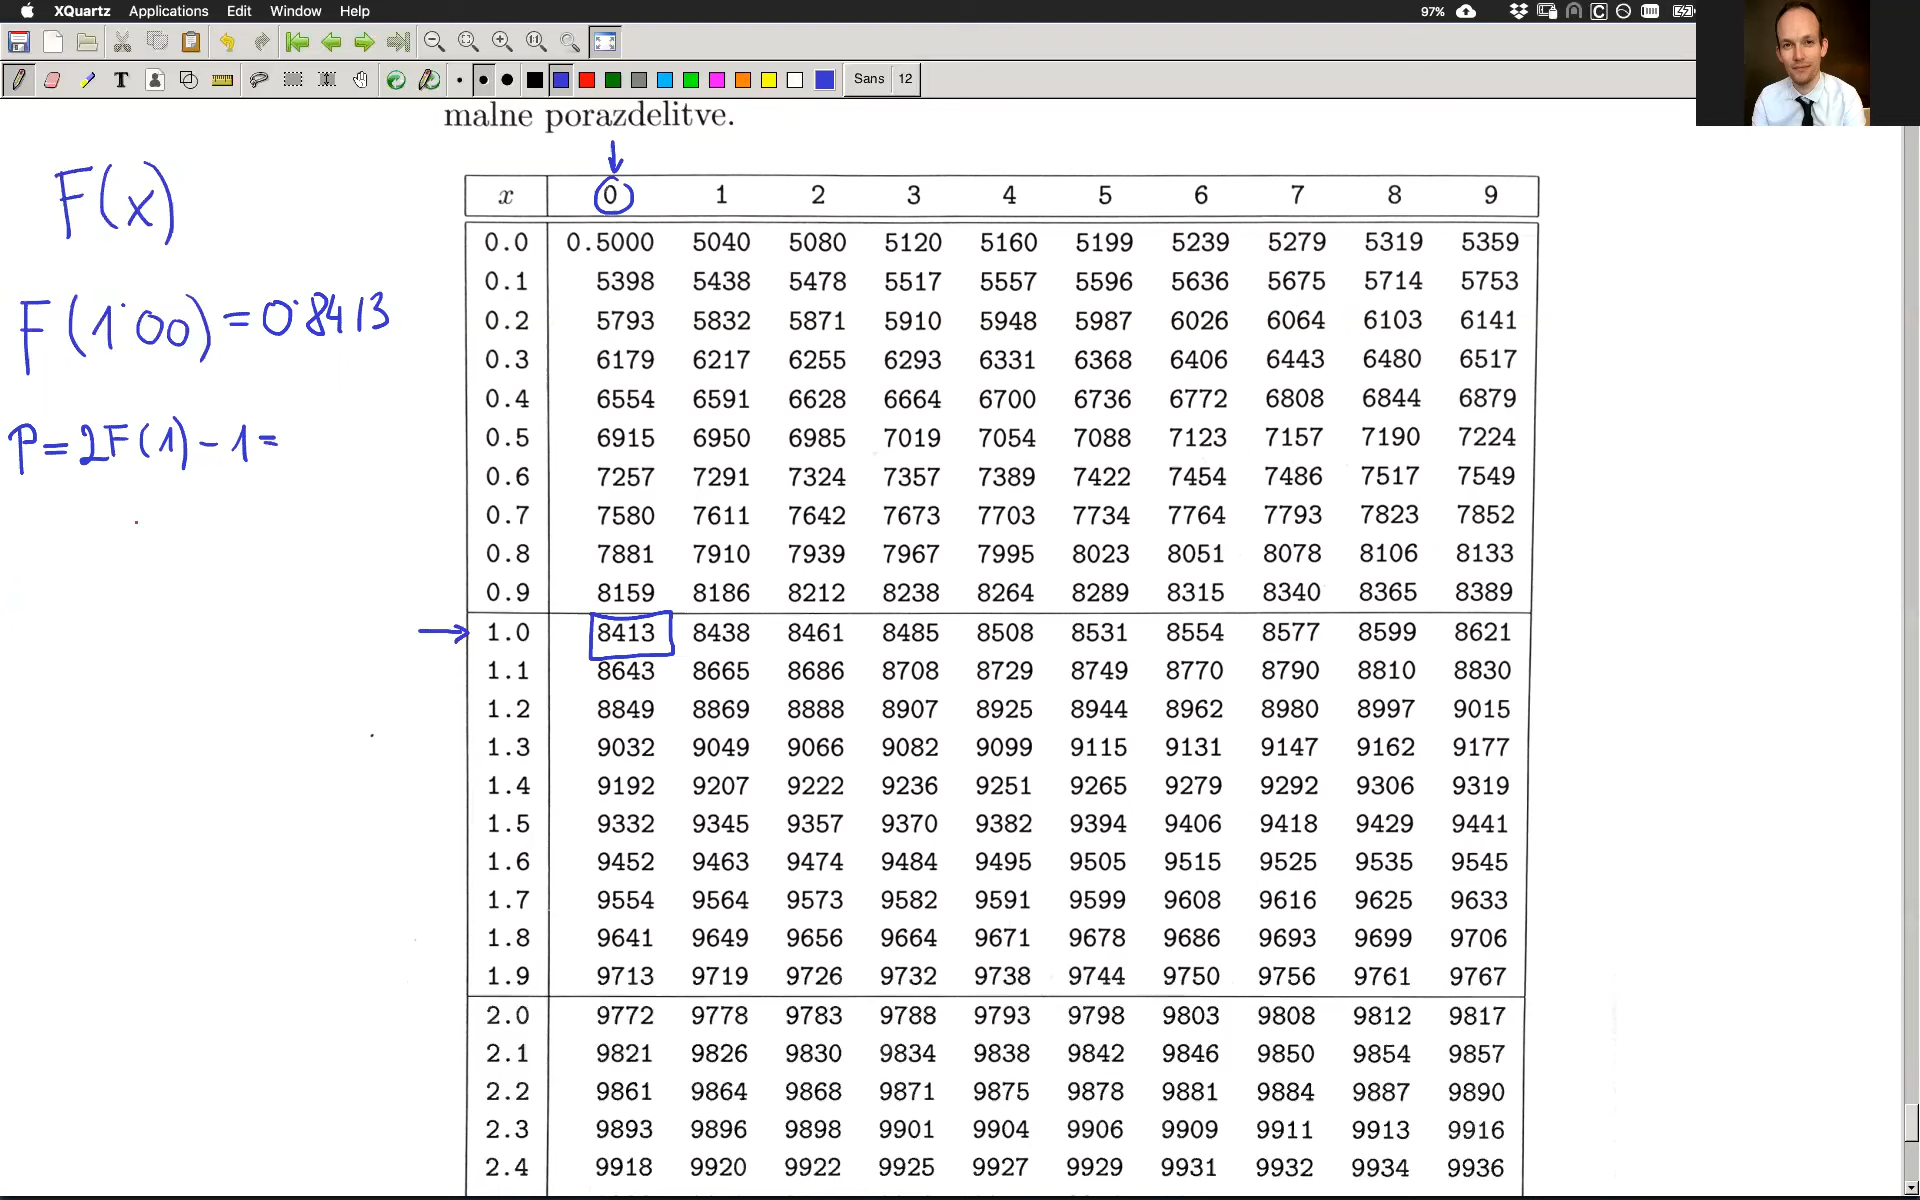 XQuartz Applications Edit Window Help 97%
T Sans 12
malne porazdelitve.
F(x)
F(1.00) = 0.8413
P = 2F(1) - 1 =
x 0 1 2 3 4 5 6 7 8 9
0.0 0.5000 5040 5080 5120 5160 5199 5239 5279 5319 5359
0.1 5398 5438 5478 5517 5557 5596 5636 5675 5714 5753
0.2 5793 5832 5871 5910 5948 5987 6026 6064 6103 6141
0.3 6179 6217 6255 6293 6331 6368 6406 6443 6480 6517
0.4 6554 6591 6628 6664 6700 6736 6772 6808 6844 6879
0.5 6915 6950 6985 7019 7054 7088 7123 7157 7190 7224
0.6 7257 7291 7324 7357 7389 7422 7454 7486 7517 7549
0.7 7580 7611 7642 7673 7703 7734 7764 7793 7823 7852
0.8 7881 7910 7939 7967 7995 8023 8051 8078 8106 8133
0.9 8159 8186 8212 8238 8264 8289 8315 8340 8365 8389
1.0 8413 8438 8461 8485 8508 8531 8554 8577 8599 8621
1.1 8643 8665 8686 8708 8729 8749 8770 8790 8810 8830
1.2 8849 8869 8888 8907 8925 8944 8962 8980 8997 9015
1.3 9032 9049 9066 9082 9099 9115 9131 9147 9162 9177
1.4 9192 9207 9222 9236 9251 9265 9279 9292 9306 9319
1.5 9332 9345 9357 9370 9382 9394 9406 9418 9429 9441
1.6 9452 9463 9474 9484 9495 9505 9515 9525 9535 9545
1.7 9554 9564 9573 9582 9591 9599 9608 9616 9625 9633
1.8 9641 9649 9656 9664 9671 9678 9686 9693 9699 9706
1.9 9713 9719 9726 9732 9738 9744 9750 9756 9761 9767
2.0 9772 9778 9783 9788 9793 9798 9803 9808 9812 9817
2.1 9821 9826 9830 9834 9838 9842 9846 9850 9854 9857
2.2 9861 9864 9868 9871 9875 9878 9881 9884 9887 9890
2.3 9893 9896 9898 9901 9904 9906 9909 9911 9913 9916
2.4 9918 9920 9922 9925 9927 9929 9931 9932 9934 9936